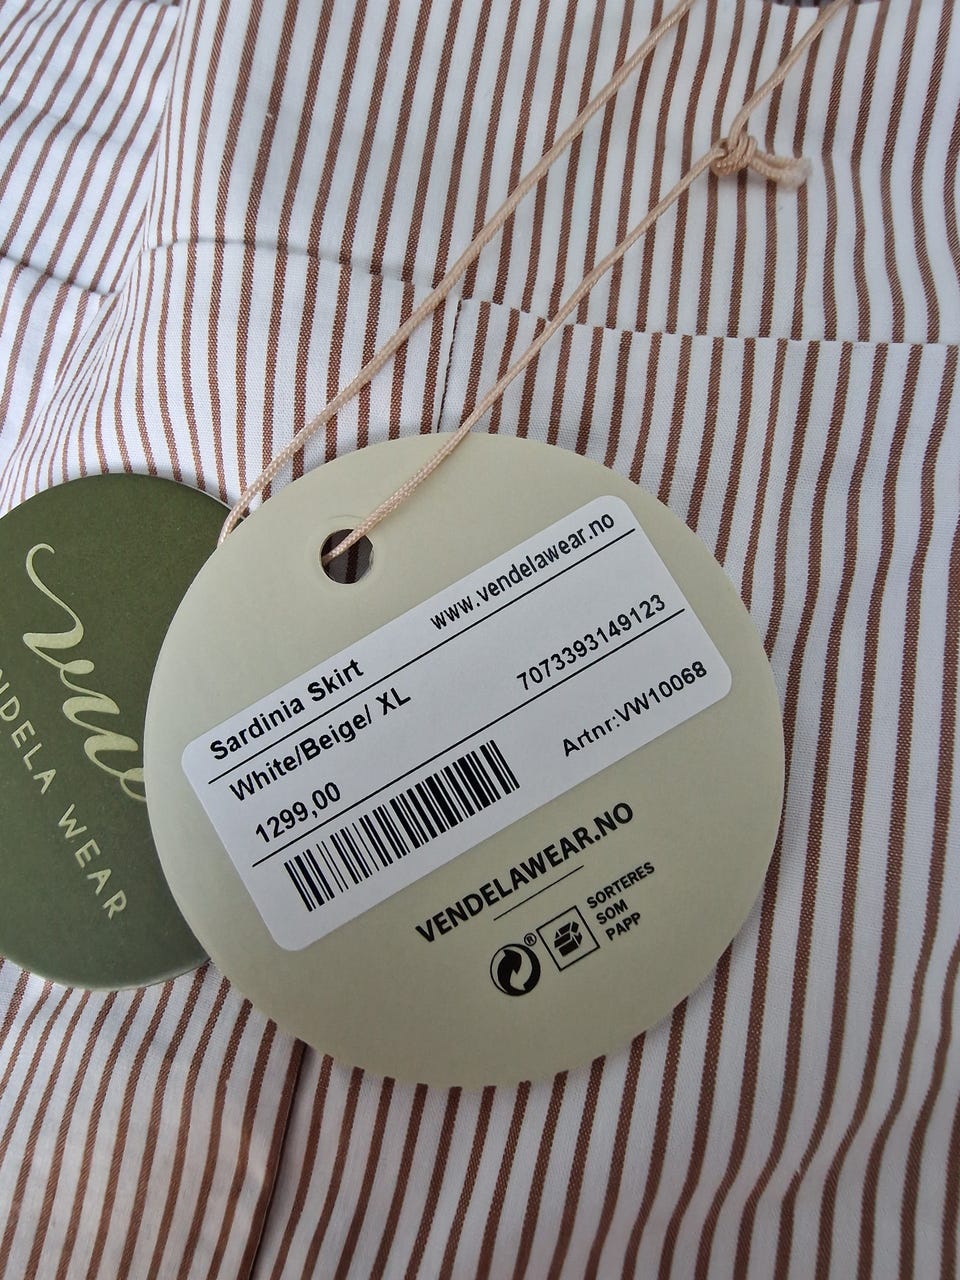 www.vendelawear.no
Sardinia Skirt
White/Beige/ XL
7073393149123
1299,00
Artnr:VW10068
VENDELAWEAR.NO
®
SORTERES
SOM
PAPP
WEAR